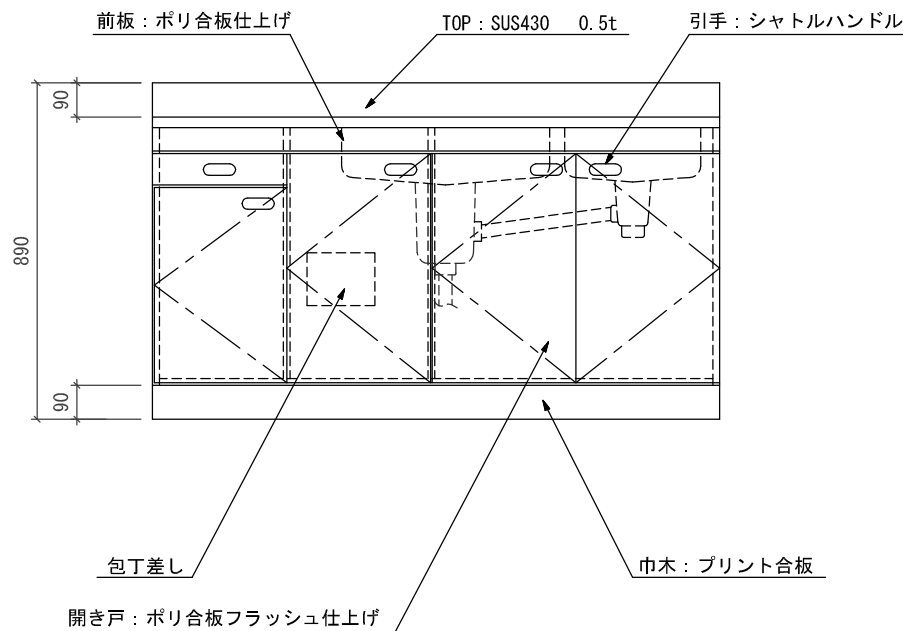 前板：ポリ合板仕上げ
TOP：SUS430　0.5t
引手：シャトルハンドル
90
890
90
包丁差し
巾木：プリント合板
開き戸：ポリ合板フラッシュ仕上げ